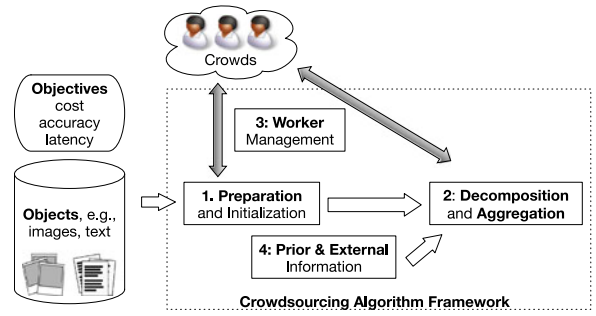 Crowds
Objectives
cost
accuracy
latency
3: Worker
Management
Objects, e.g.,
images, text
1. Preparation
and Initialization
2: Decomposition
and Aggregation
4: Prior & External
Information
Crowdsourcing Algorithm Framework